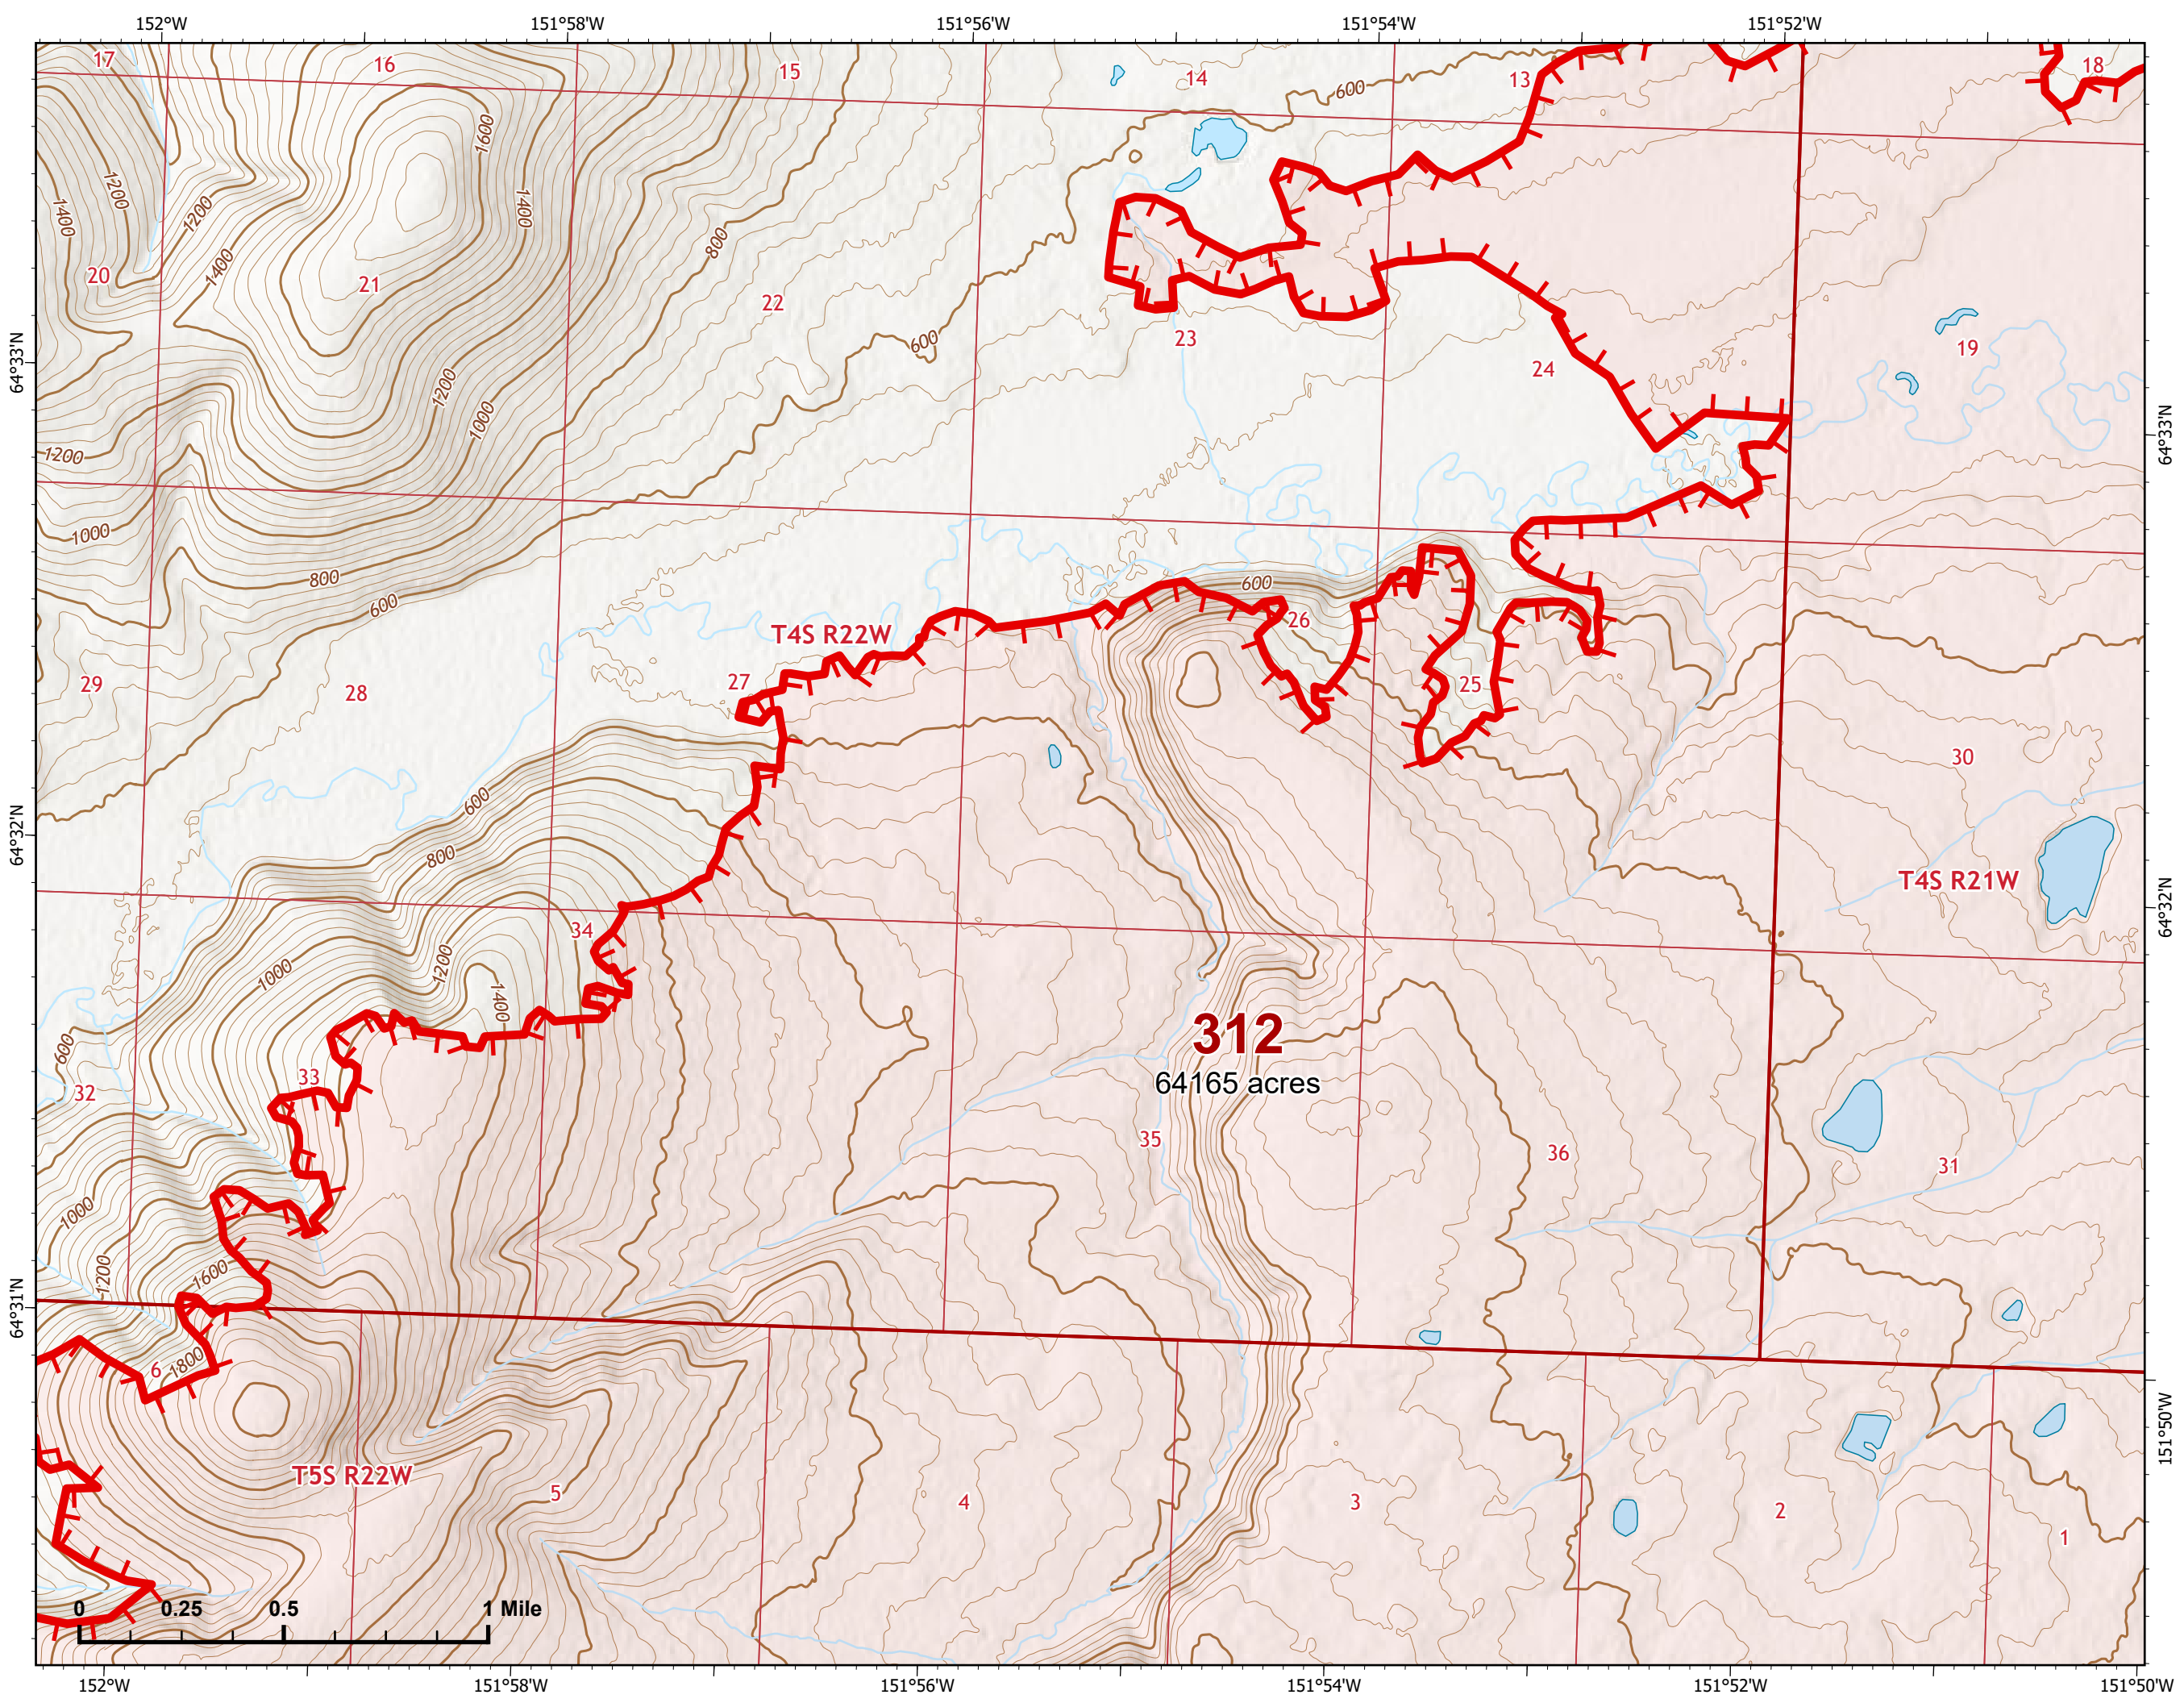 152°W 151°58'W 151°56'W 151°54'W 151°52'W
17 16 15 14 13 18
600
1600
1200 1400 1200 1400
800
1400
20 21 22 23 24 19
600
64°33'N
64°33'N
1200 1000
1200
1000
800
600
600
26
T4S R22W
29 28 27 25
30
600
64°32'N
800
T4S R21W
64°32'N
34
1000 1200 1400
312
600
64165 acres
32 33
35 36 31
1000
1200 1600
64°31'N
6 1800
151°50'W
T5S R22W
5 4 3 2 1
0 0.25 0.5 1 Mile
152°W 151°58'W 151°56'W 151°54'W 151°52'W 151°50'W